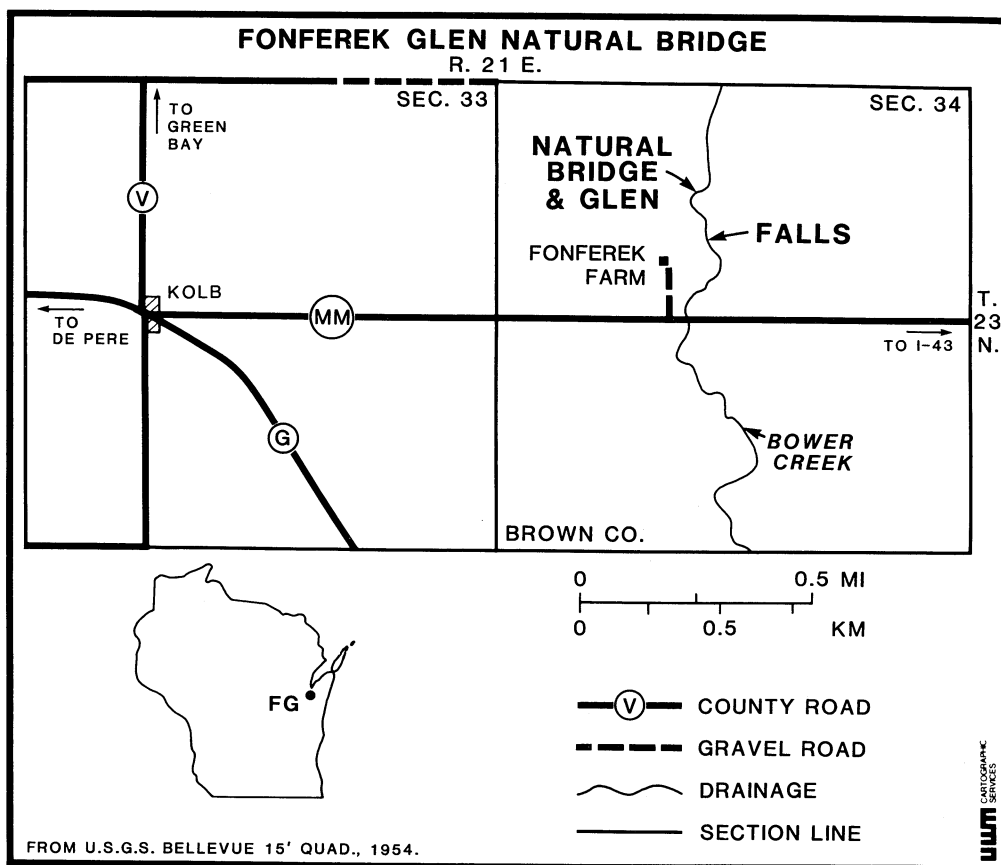 FONFEREK GLEN NATURAL BRIDGE
R. 21 E.
SEC. 33
SEC. 34
TO
GREEN
BAY
NATURAL
BRIDGE
& GLEN
V
FALLS
FONFEREK
FARM
KOLB
MM
T.
23
N.
TO
DE PERE
TO I-43
G
BOWER
CREEK
BROWN CO.
0 0.5 MI
0 0.5 KM
FG
V COUNTY ROAD
GRAVEL ROAD
DRAINAGE
SECTION LINE
FROM U.S.G.S. BELLEVUE 15' QUAD., 1954.
uwm CARTOGRAPHIC
SERVICES